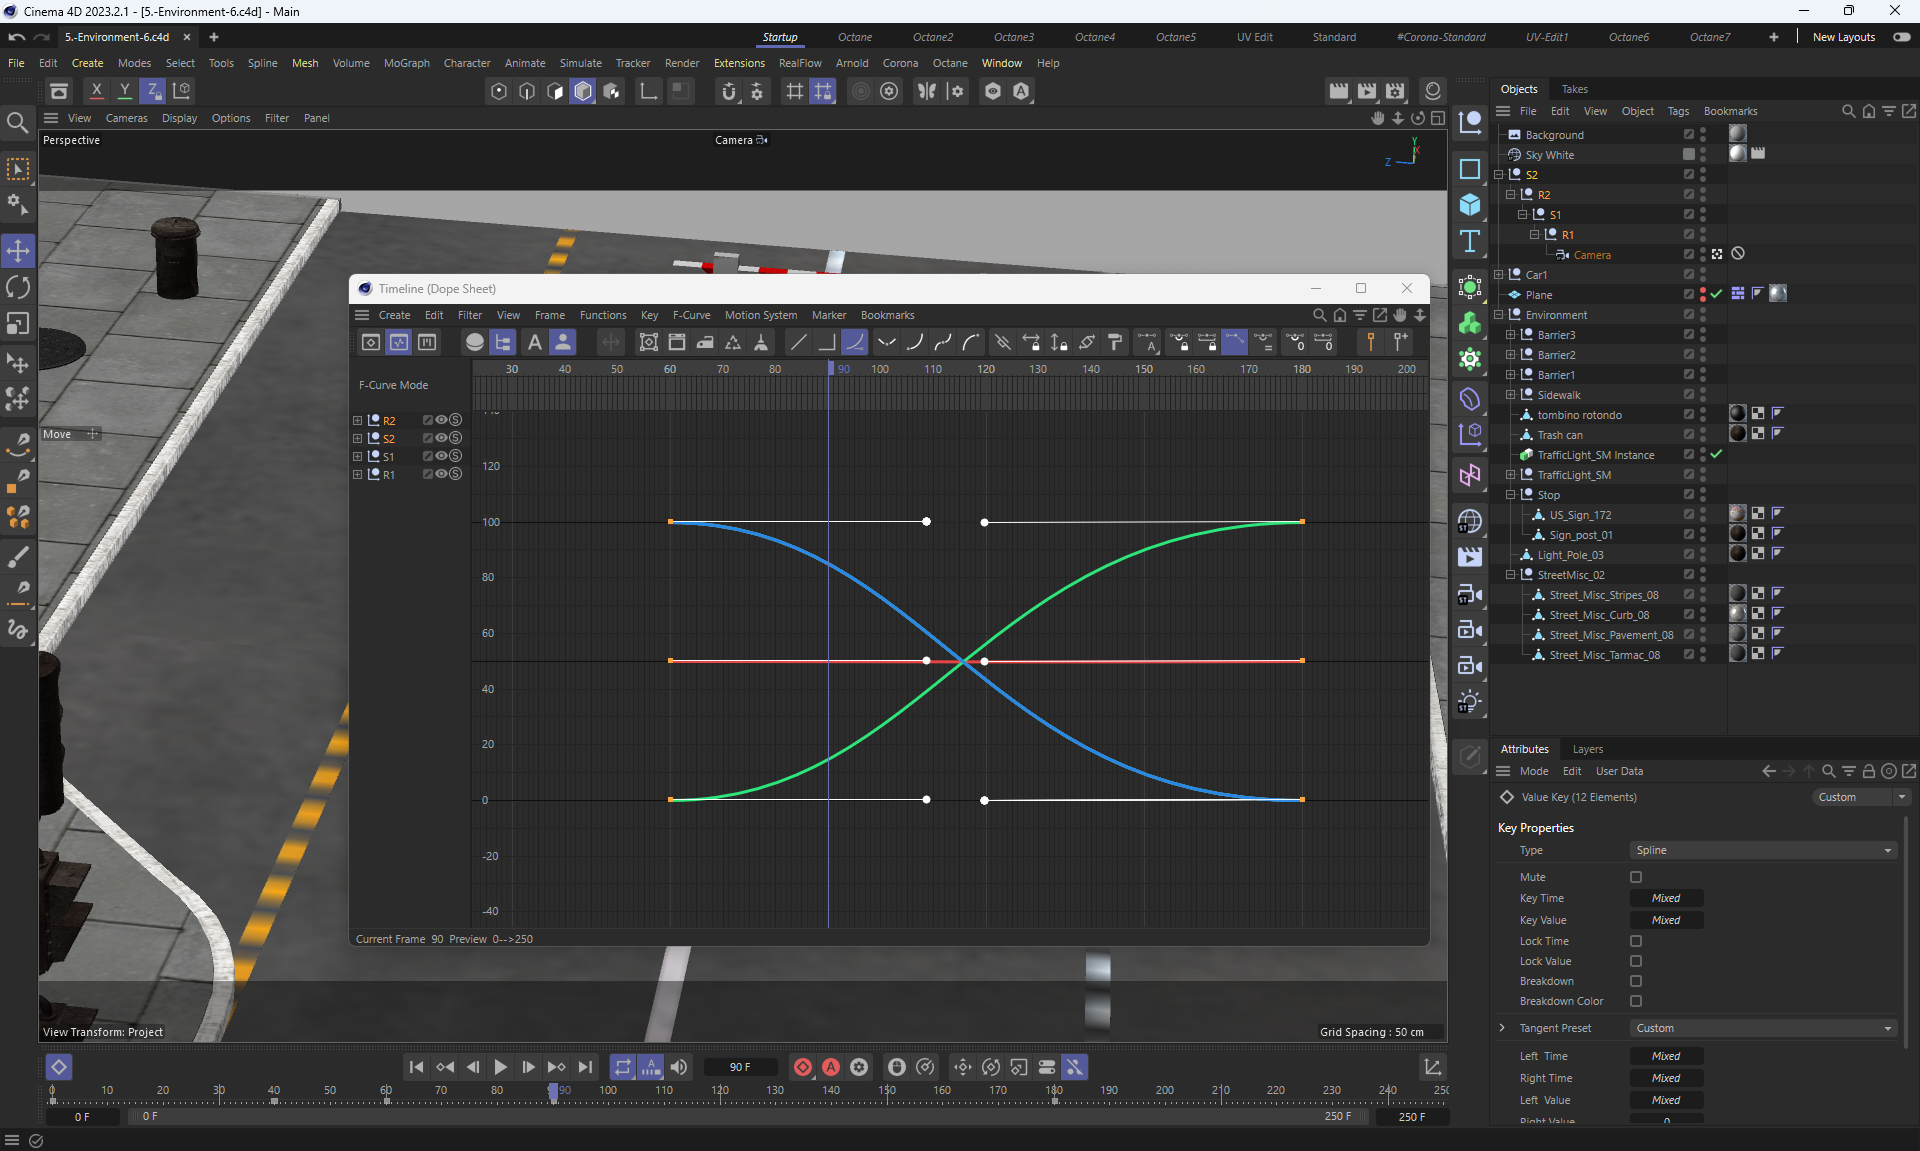 Cinema 4D 2023.2.1 - [5.-Environment-6.c4d] - Main
5.-Environment-6.c4d
Startup Octane Octane2 Octane3 Octane4 Octane5 UV Edit Standard #Corona-Standard UV-Edit1 Octane6 Octane7 New Layouts
File Edit Create Modes Select Tools Spline Mesh Volume MoGraph Character Animate Simulate Tracker Render Extensions RealFlow Arnold Corona Octane Window Help
X Y Z
View Cameras Display Options Filter Panel
Perspective
Camera
Y
X
Z
Move
Timeline (Dope Sheet)
Create Edit Filter View Frame Functions Key F-Curve Motion System Marker Bookmarks
F-Curve Mode
30 40 50 60 70 80 90 100 110 120 130 140 150 160 170 180 190 200
R2
S2
S1
R1
120
100
80
60
40
20
0
-20
-40
Current Frame 90 Preview 0-->250
View Transform: Project
Grid Spacing : 50 cm
90 F
0 10 20 30 40 50 60 70 80 90 100 110 120 130 140 150 160 170 180 190 200 210 220 230 240 250
0 F
0 F
250 F
250 F
Objects Takes
File Edit View Object Tags Bookmarks
Background
Sky White
S2
R2
S1
R1
Camera
Car1
Plane
Environment
Barrier3
Barrier2
Barrier1
Sidewalk
tombino rotondo
Trash can
TrafficLight_SM Instance
TrafficLight_SM
Stop
US_Sign_172
Sign_post_01
Light_Pole_03
StreetMisc_02
Street_Misc_Stripes_08
Street_Misc_Curb_08
Street_Misc_Pavement_08
Street_Misc_Tarmac_08
Attributes Layers
Mode Edit User Data
Value Key (12 Elements)
Custom
Key Properties
Type Spline
Mute
Key Time Mixed
Key Value Mixed
Lock Time
Lock Value
Breakdown
Breakdown Color
Tangent Preset Custom
Left Time Mixed
Right Time Mixed
Left Value Mixed
Right Value 0